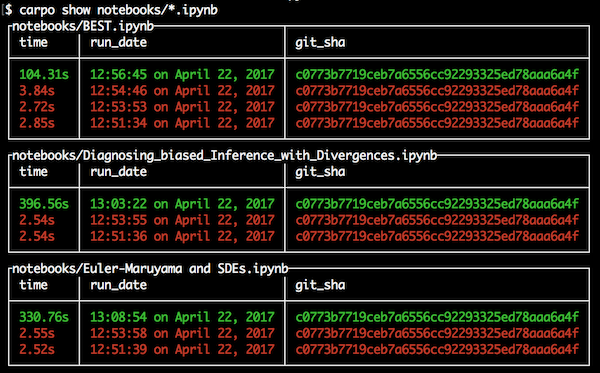 $ carpo show notebooks/*.ipynb
notebooks/BEST.ipynb
time run_date git_sha
104.31s 12:56:45 on April 22, 2017 c0773b7719ceb7a6556cc92293325ed78aaa6a4f
3.84s 12:54:46 on April 22, 2017 c0773b7719ceb7a6556cc92293325ed78aaa6a4f
2.72s 12:53:53 on April 22, 2017 c0773b7719ceb7a6556cc92293325ed78aaa6a4f
2.85s 12:51:34 on April 22, 2017 c0773b7719ceb7a6556cc92293325ed78aaa6a4f
notebooks/Diagnosing_biased_Inference_with_Divergences.ipynb
time run_date git_sha
396.56s 13:03:22 on April 22, 2017 c0773b7719ceb7a6556cc92293325ed78aaa6a4f
2.54s 12:53:55 on April 22, 2017 c0773b7719ceb7a6556cc92293325ed78aaa6a4f
2.54s 12:51:36 on April 22, 2017 c0773b7719ceb7a6556cc92293325ed78aaa6a4f
notebooks/Euler-Maruyama and SDEs.ipynb
time run_date git_sha
330.76s 13:08:54 on April 22, 2017 c0773b7719ceb7a6556cc92293325ed78aaa6a4f
2.55s 12:53:58 on April 22, 2017 c0773b7719ceb7a6556cc92293325ed78aaa6a4f
2.52s 12:51:39 on April 22, 2017 c0773b7719ceb7a6556cc92293325ed78aaa6a4f